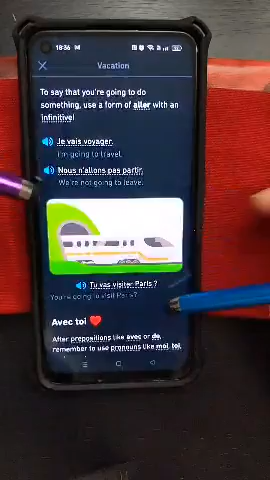 18:36
Vacation
To say that you're going to do
something, use a form of aller with an
infinitive!
Je vais voyager.
I'm going to travel.
Nous n'allons pas partir.
We're not going to leave.
Tu vas visiter Paris ?
You're going to visit Paris?
Avec toi
After prepositions like avec or de,
remember to use pronouns like moi, toi,